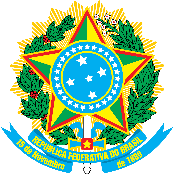 REPÚBLICA FEDERATIVA DO BRASIL
15 de Novembro
de 1889